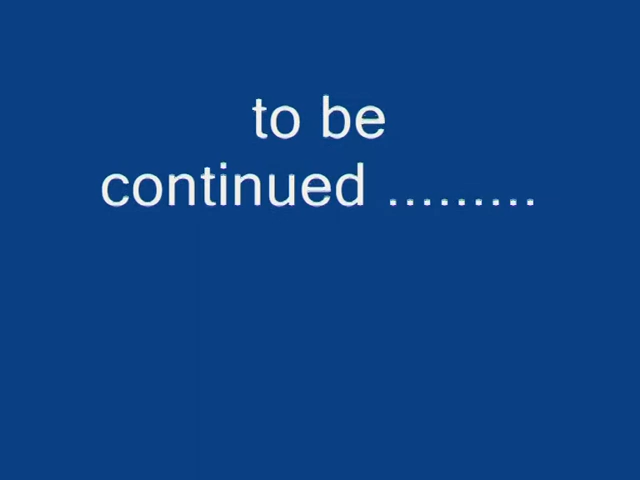 to be
continued .........